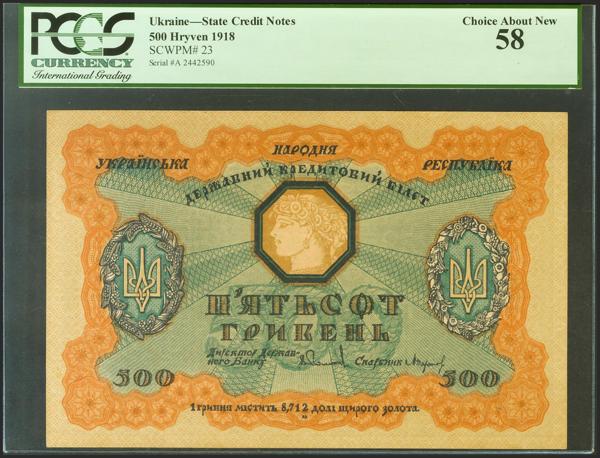 PCGS
CURRENCY
International Grading
Ukraine—State Credit Notes
500 Hryven 1918
SCWPM# 23
Serial #A 2442590
Choice About New
58
УКРАЇНСЬКА НАРОДНЯ РЕСПУБЛІКА
ДЕРЖАВНИЙ КРЕДИТОВИЙ БІЛЄТ
П'ЯТЬСОТ
ГРИВЕНЬ
Директор Держав-
ного Банку
Скарбник
500 500
1 гривня містить 8,712 долі щирого золота.